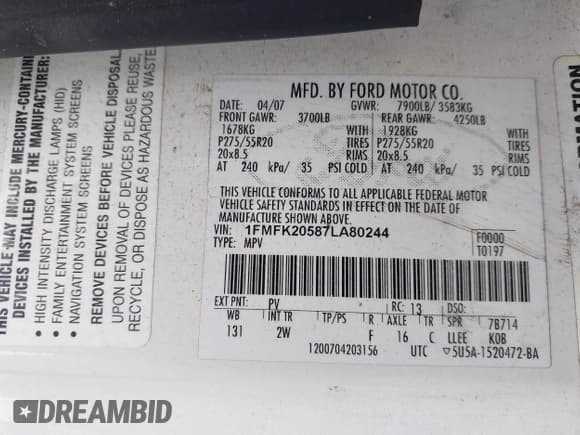 THIS VEHICLE MAY INCLUDE MERCURY-CONTAINING
DEVICES INSTALLED BY THE MANUFACTURER:
• HIGH INTENSITY DISCHARGE LAMPS (HID)
• FAMILY ENTERTAINMENT SYSTEM SCREENS
• NAVIGATION SYSTEM SCREENS
REMOVE DEVICES BEFORE VEHICLE DISPOSAL.
UPON REMOVAL OF DEVICES PLEASE REUSE,
RECYCLE, OR DISPOSE AS HAZARDOUS WASTE
MFD. BY FORD MOTOR CO.
DATE: 04/07 GVWR: 7900LB/ 3583KG
FRONT GAWR: 3700LB REAR GAWR: 4250LB
1678KG WITH 1928KG WITH
P275/55R20 TIRES P275/55R20 TIRES
20x8.5 RIMS 20x8.5 RIMS
AT 240 kPa/ 35 PSI COLD AT 240 kPa/ 35 PSI COLD
THIS VEHICLE CONFORMS TO ALL APPLICABLE FEDERAL MOTOR
VEHICLE SAFETY STANDARDS IN EFFECT ON THE DATE OF
MANUFACTURE SHOWN ABOVE.
VIN: 1FMFK20587LA80244 F0000
TYPE: MPV T0197
EXT PNT: PV RC: 13 DSO:
WB INT TR TP/PS R AXLE TR SPR 7B714
131 2W F 16 C LLEE KOB
1200704203156 UTC ▽5U5A-1520472-BA
DREAMBID